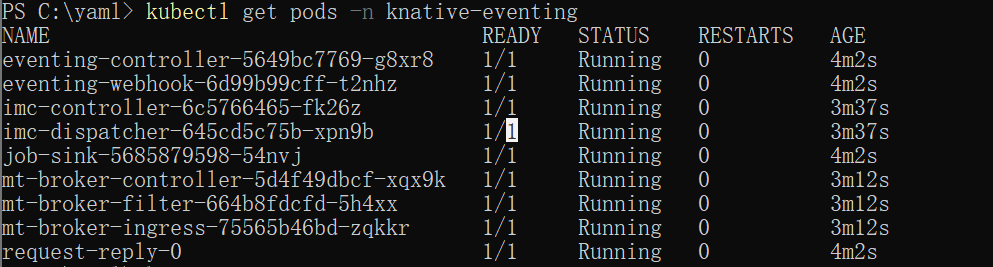 PS C:\yaml> kubectl get pods -n knative-eventing
NAME READY STATUS RESTARTS AGE
eventing-controller-5649bc7769-g8xr8 1/1 Running 0 4m2s
eventing-webhook-6d99b99cff-t2nhz 1/1 Running 0 4m2s
imc-controller-6c5766465-fk26z 1/1 Running 0 3m37s
imc-dispatcher-645cd5c75b-xpn9b 1/1 Running 0 3m37s
job-sink-5685879598-54nvj 1/1 Running 0 4m2s
mt-broker-controller-5d4f49dbcf-xqx9k 1/1 Running 0 3m12s
mt-broker-filter-664b8fdcfd-5h4xx 1/1 Running 0 3m12s
mt-broker-ingress-75565b46bd-zqkkr 1/1 Running 0 3m12s
request-reply-0 1/1 Running 0 4m2s